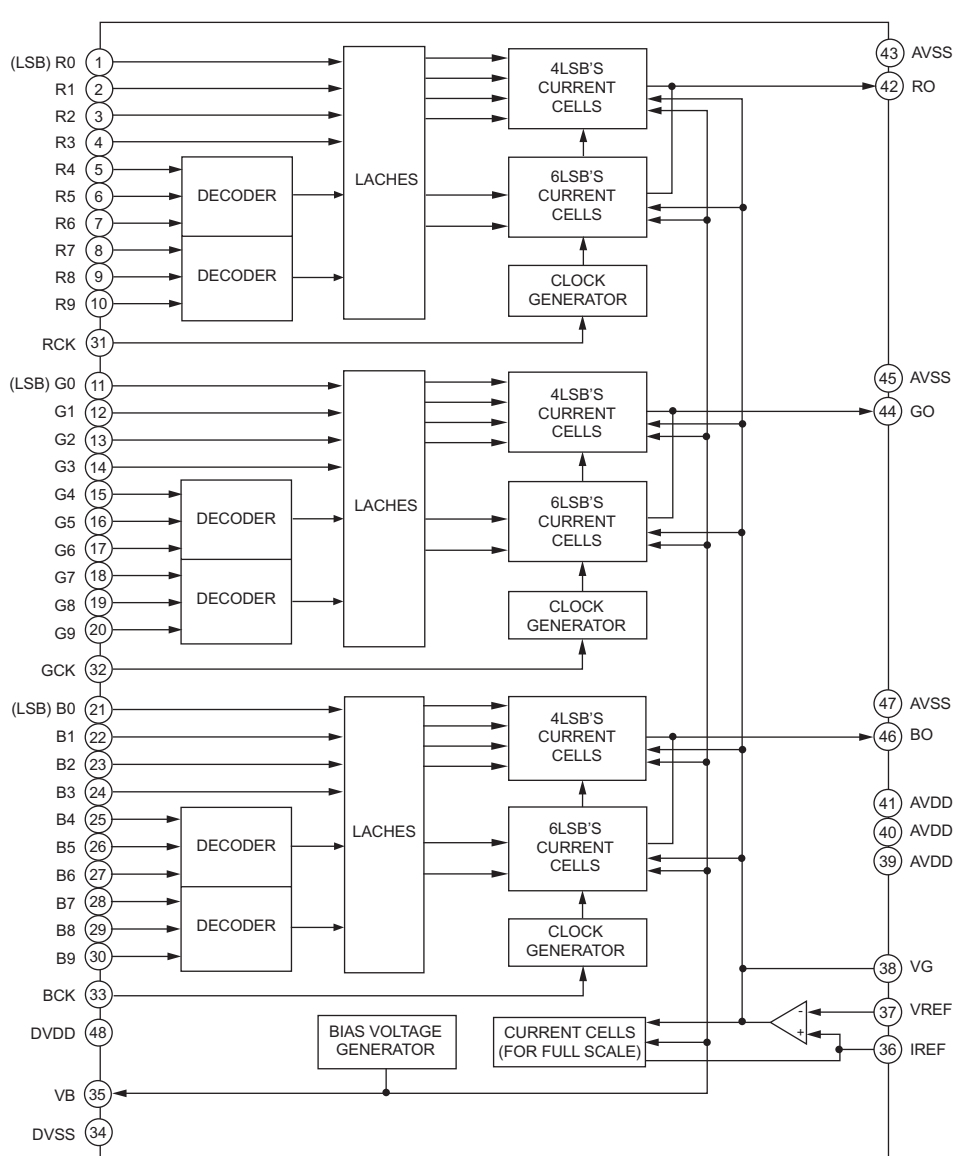 (LSB) R0 1
R1 2
R2 3
R3 4
R4 5
R5 6
R6 7
R7 8
R8 9
R9 10
RCK 31
DECODER
DECODER
LACHES
4LSB'S
CURRENT
CELLS
6LSB'S
CURRENT
CELLS
CLOCK
GENERATOR
43 AVSS
42 RO
(LSB) G0 11
G1 12
G2 13
G3 14
G4 15
G5 16
G6 17
G7 18
G8 19
G9 20
GCK 32
DECODER
DECODER
LACHES
4LSB'S
CURRENT
CELLS
6LSB'S
CURRENT
CELLS
CLOCK
GENERATOR
45 AVSS
44 GO
(LSB) B0 21
B1 22
B2 23
B3 24
B4 25
B5 26
B6 27
B7 28
B8 29
B9 30
BCK 33
DECODER
DECODER
LACHES
4LSB'S
CURRENT
CELLS
6LSB'S
CURRENT
CELLS
CLOCK
GENERATOR
47 AVSS
46 BO
41 AVDD
40 AVDD
39 AVDD
38 VG
37 VREF
36 IREF
-
+
DVDD 48
BIAS VOLTAGE
GENERATOR
CURRENT CELLS
(FOR FULL SCALE)
VB 35
DVSS 34